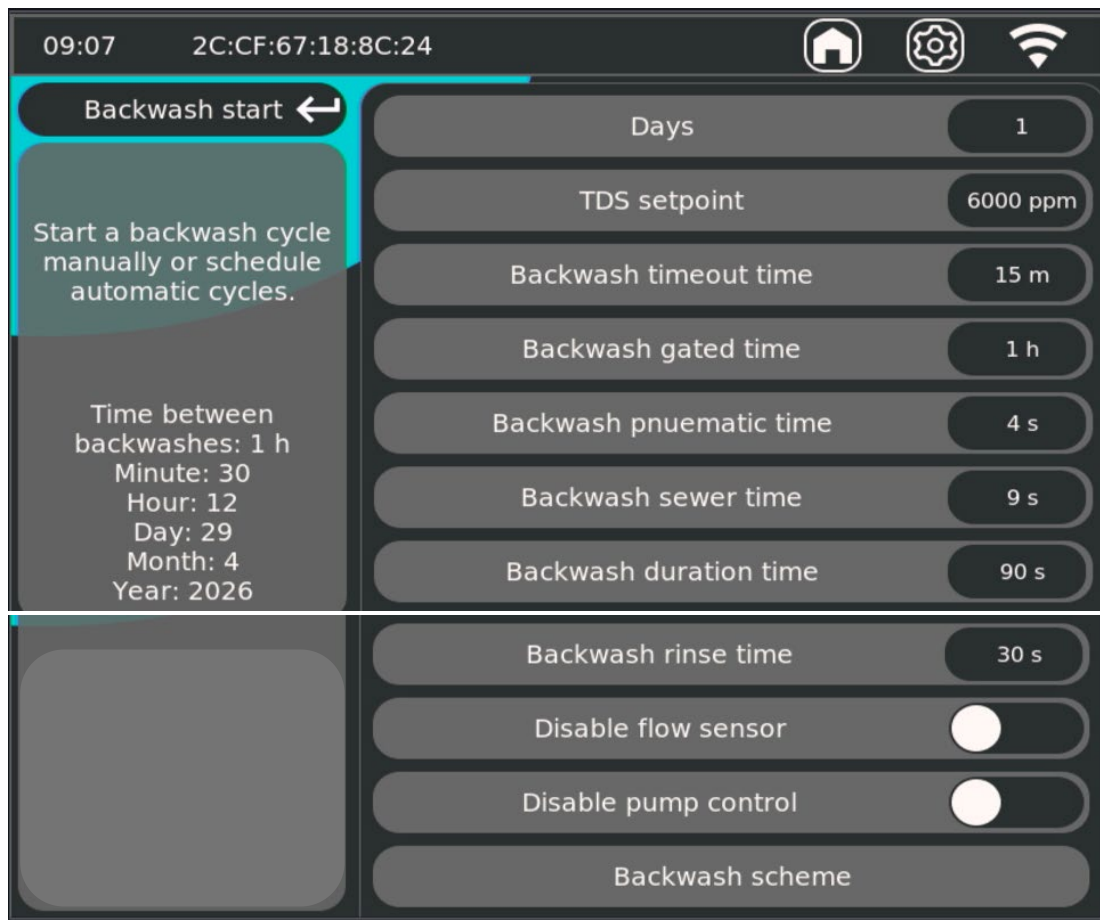 09:07 2C:CF:67:18:8C:24
Backwash start
Start a backwash cycle
manually or schedule
automatic cycles.
Time between
backwashes: 1 h
Minute: 30
Hour: 12
Day: 29
Month: 4
Year: 2026
Days 1
TDS setpoint 6000 ppm
Backwash timeout time 15 m
Backwash gated time 1 h
Backwash pnuematic time 4 s
Backwash sewer time 9 s
Backwash duration time 90 s
Backwash rinse time 30 s
Disable flow sensor
Disable pump control
Backwash scheme